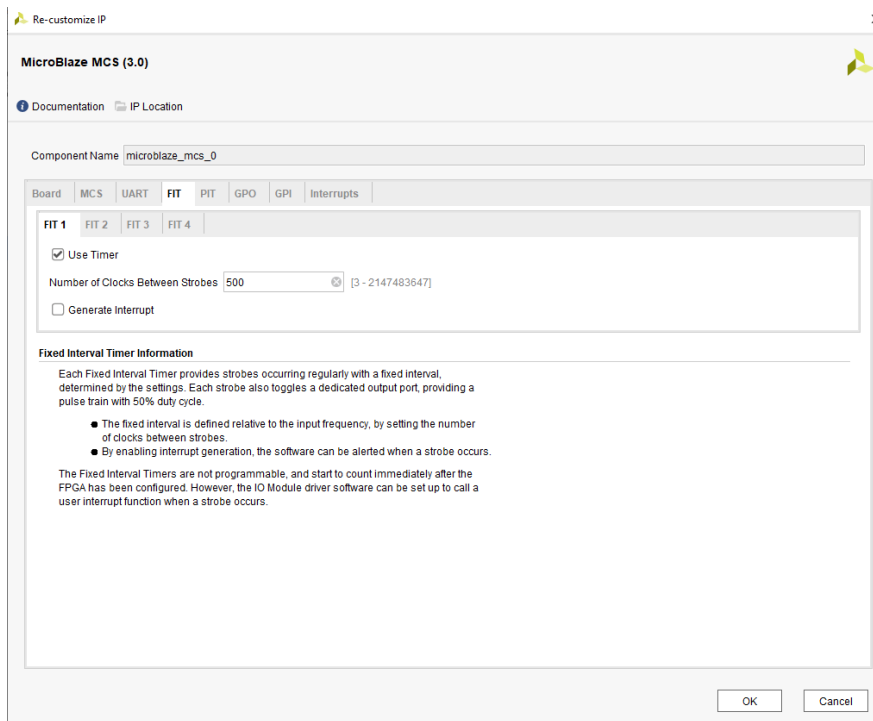 Re-customize IP
MicroBlaze MCS (3.0)
Documentation IP Location
Component Name microblaze_mcs_0
Board MCS UART FIT PIT GPO GPI Interrupts
FIT 1 FIT 2 FIT 3 FIT 4
Use Timer
Number of Clocks Between Strobes 500 [3 - 2147483647]
Generate Interrupt
Fixed Interval Timer Information
Each Fixed Interval Timer provides strobes occurring regularly with a fixed interval,
determined by the settings. Each strobe also toggles a dedicated output port, providing a
pulse train with 50% duty cycle.
● The fixed interval is defined relative to the input frequency, by setting the number
of clocks between strobes.
● By enabling interrupt generation, the software can be alerted when a strobe occurs.
The Fixed Interval Timers are not programmable, and start to count immediately after the
FPGA has been configured. However, the IO Module driver software can be set up to call a
user interrupt function when a strobe occurs.
OK Cancel